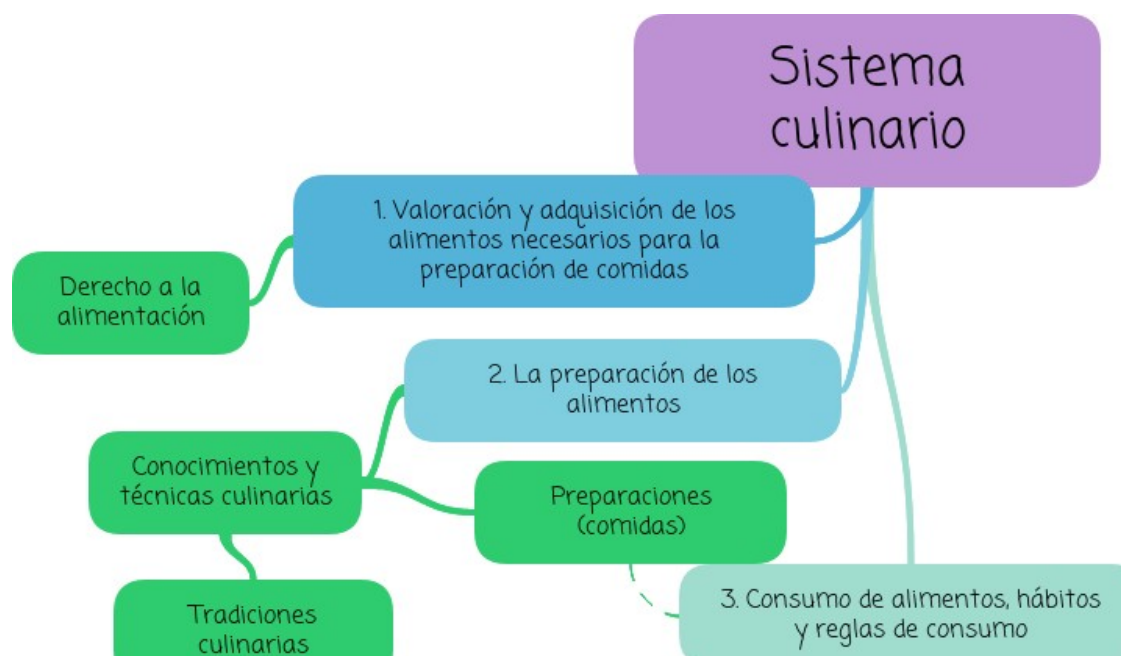 Sistema
culinario
1. Valoración y adquisición de los
alimentos necesarios para la
preparación de comidas
Derecho a la
alimentación
2. La preparación de los
alimentos
Conocimientos y
técnicas culinarias
Preparaciones
(comidas)
Tradiciones
culinarias
3. Consumo de alimentos, hábitos
y reglas de consumo